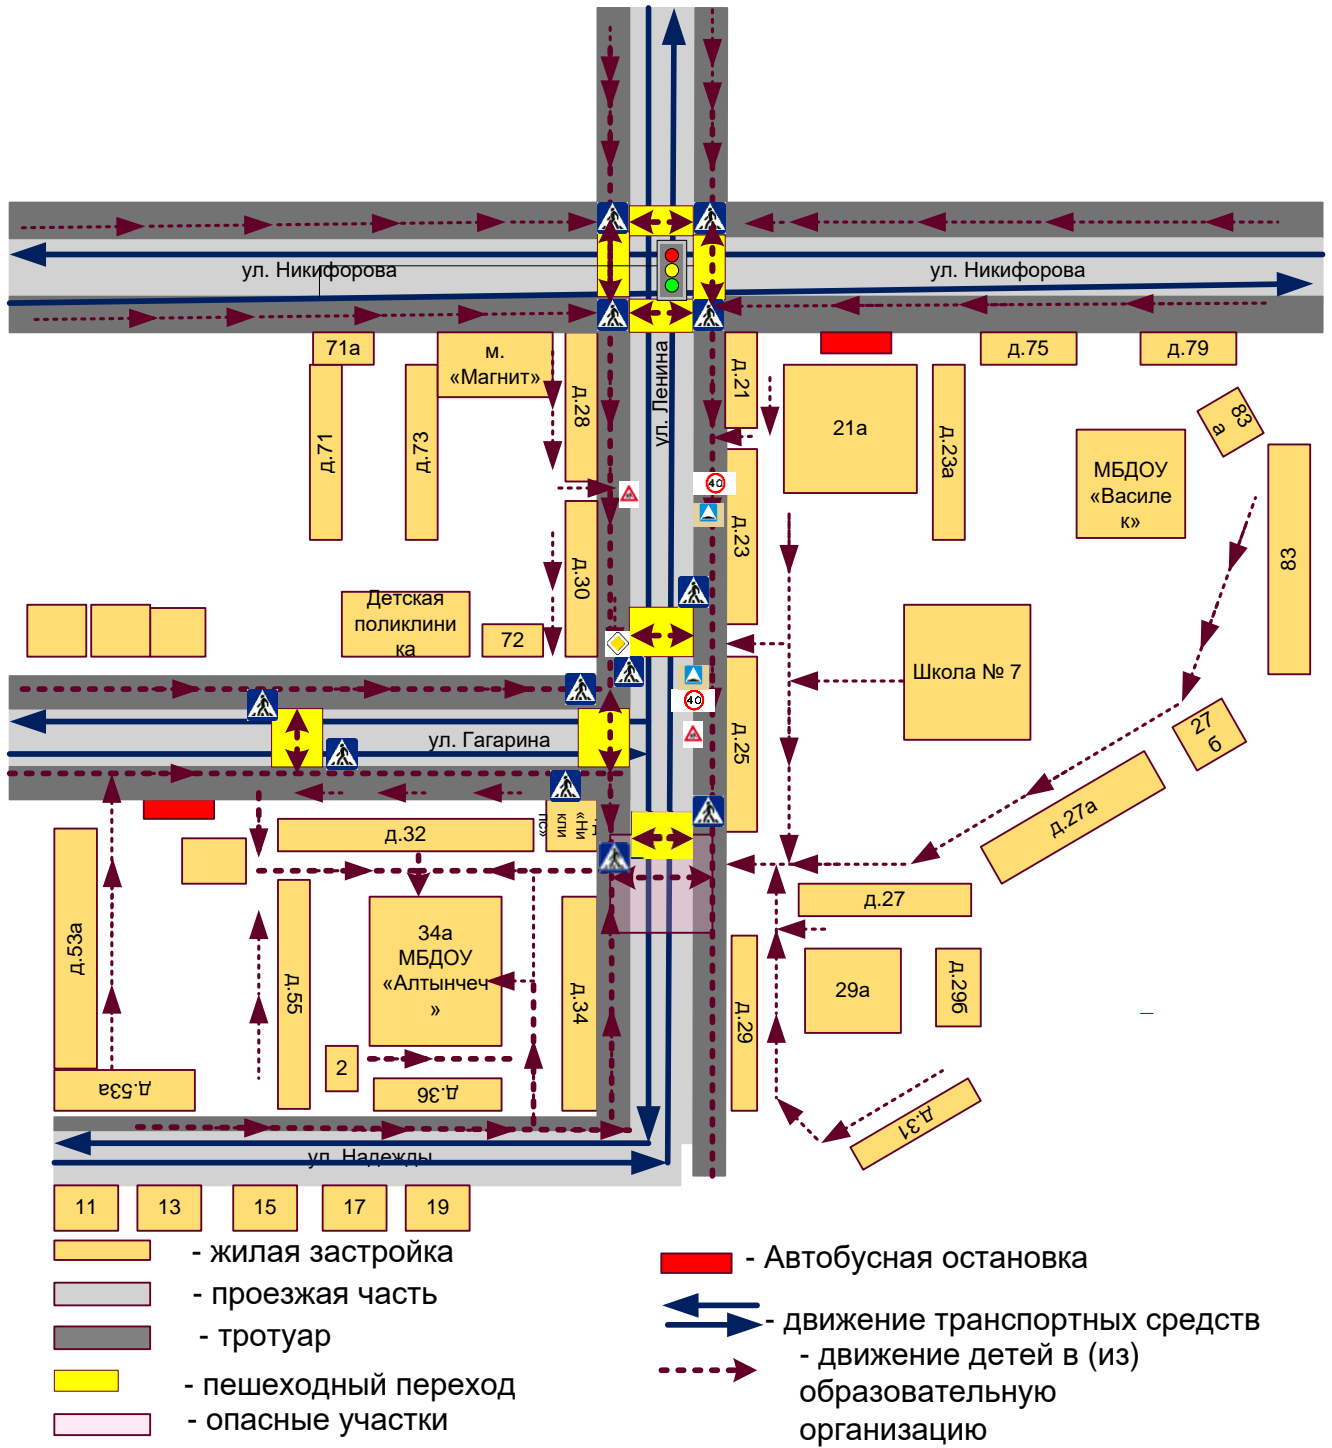 ул. Никифорова
ул. Никифорова
71а
м.
«Магнит»
д.28
ул. Ленина
д.21
д.75
д.79
д.71
д.73
21а
д.23а
83
а
МБДОУ
«Василе
к»
40
д.23
83
д.30
Детская
поликлини
ка
72
Школа № 7
40
д.25
27
б
ул. Гагарина
д.27а
д.32
«Ни
кли
пс»
д.27
д.53а
д.55
34а
МБДОУ
«Алтынчеч
»
д.34
д.29
29а
д.29б
2
д.53а
д.36
д.31
ул. Надежды
11
13
15
17
19
- жилая застройка
- проезжая часть
- тротуар
- пешеходный переход
- опасные участки
- Автобусная остановка
- движение транспортных средств
- движение детей в (из)
образовательную
организацию